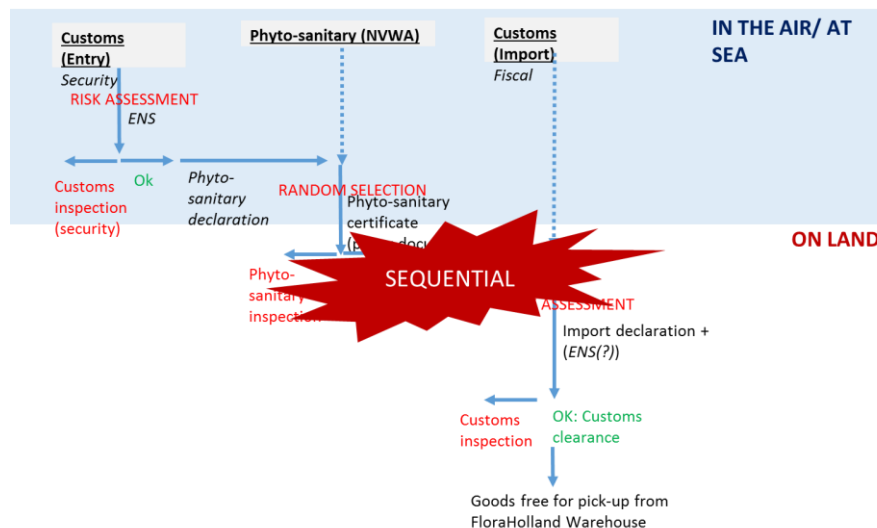 Customs
(Entry)
Security
Phyto-sanitary (NVWA)
Customs
(Import)
Fiscal
IN THE AIR/ AT
SEA
RISK ASSESSMENT
ENS
Customs
inspection
(security)
Ok
Phyto-
sanitary
declaration
RANDOM SELECTION
Phyto-sanitary
certificate
ON LAND
Phyto-
sanitary
inspection
SEQUENTIAL
ASSESSMENT
Import declaration +
(ENS(?))
Customs
inspection
OK: Customs
clearance
Goods free for pick-up from
FloraHolland Warehouse